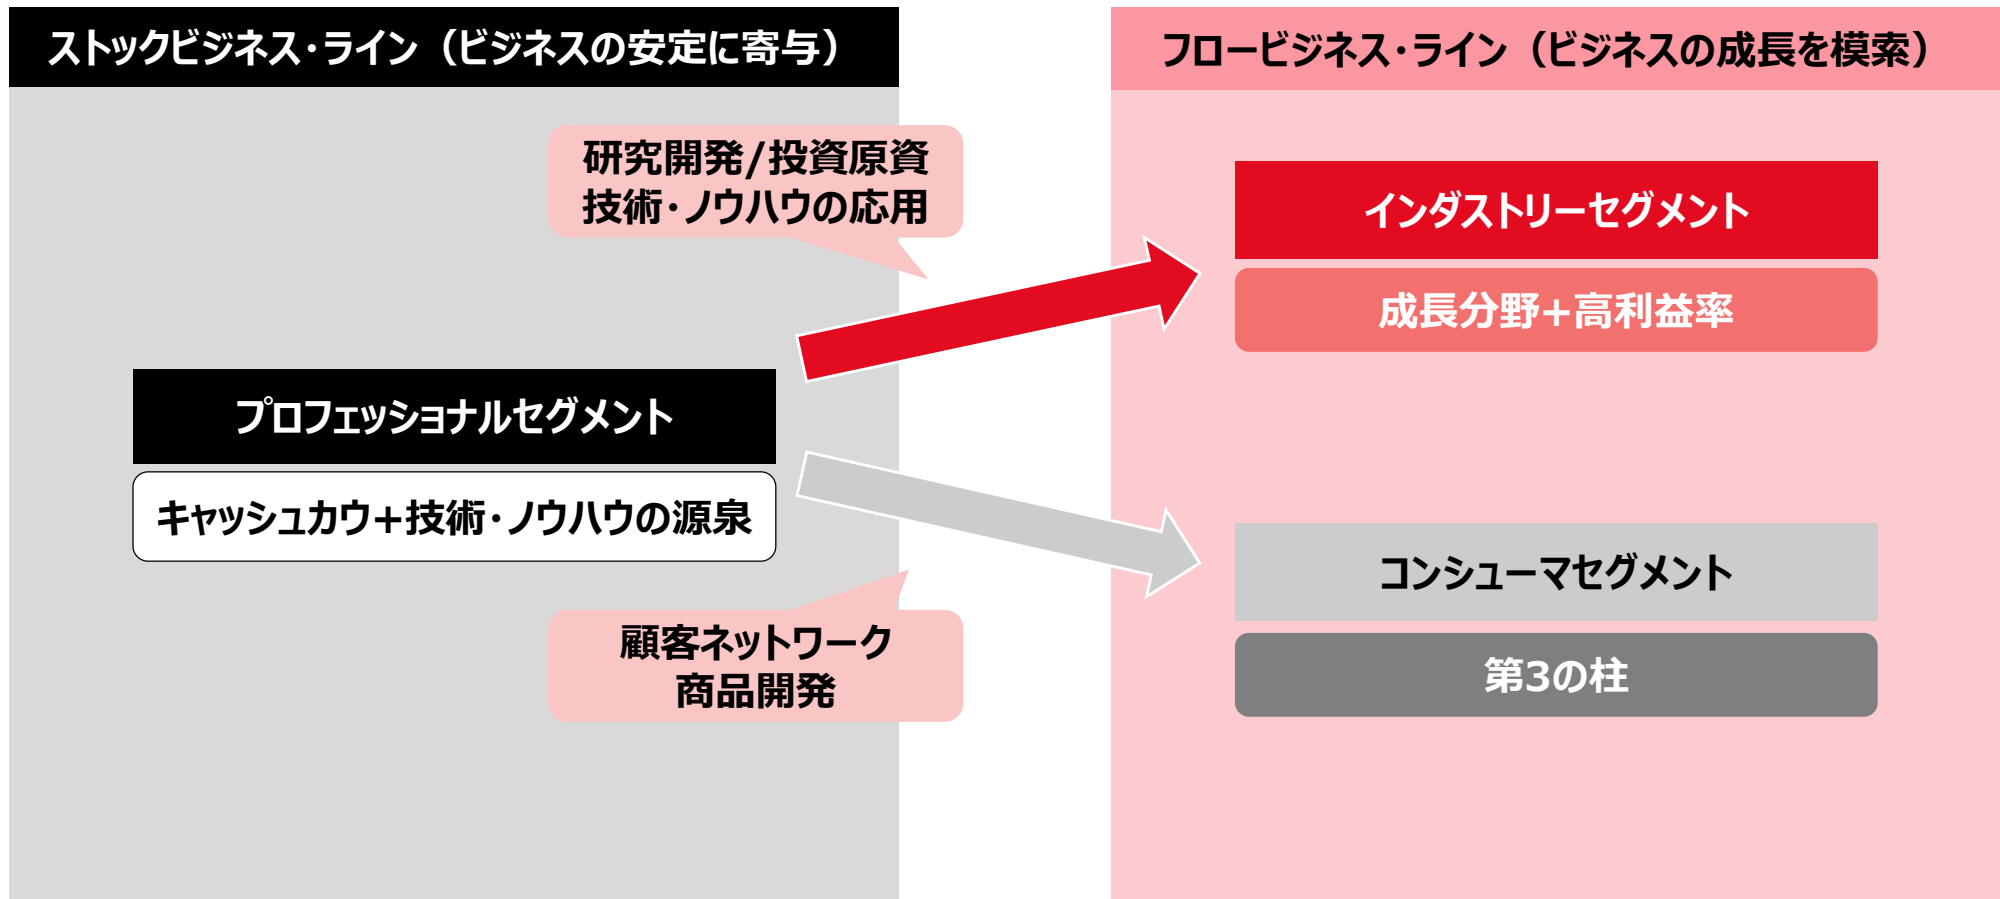 ストックビジネス・ライン（ビジネスの安定に寄与）
研究開発/投資原資
技術・ノウハウの応用
プロフェッショナルセグメント
キャッシュカウ+技術・ノウハウの源泉
顧客ネットワーク
商品開発
フロービジネス・ライン（ビジネスの成長を模索）
インダストリーセグメント
成長分野+高利益率
コンシューマセグメント
第3の柱